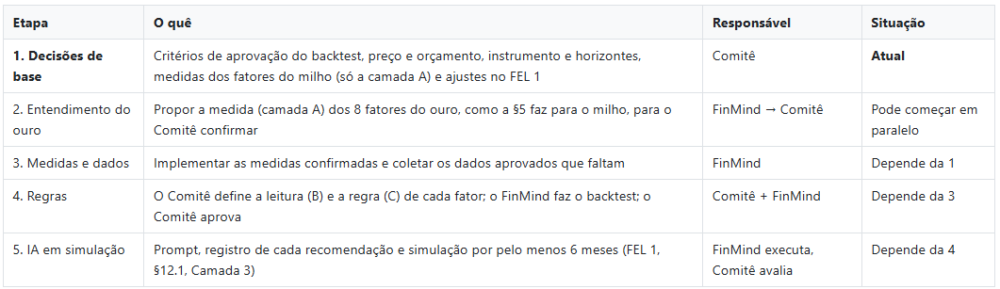 Etapa O quê Responsável Situação
1. Decisões de base Critérios de aprovação do backtest, preço e orçamento, instrumento e horizontes, medidas dos fatores do milho (só a camada A) e ajustes no FEL 1 Comitê Atual
2. Entendimento do ouro Propor a medida (camada A) dos 8 fatores do ouro, como a §5 faz para o milho, para o Comitê confirmar FinMind → Comitê Pode começar em paralelo
3. Medidas e dados Implementar as medidas confirmadas e coletar os dados aprovados que faltam FinMind Depende da 1
4. Regras O Comitê define a leitura (B) e a regra (C) de cada fator; o FinMind faz o backtest; o Comitê aprova Comitê + FinMind Depende da 3
5. IA em simulação Prompt, registro de cada recomendação e simulação por pelo menos 6 meses (FEL 1, §12.1, Camada 3) FinMind executa, Comitê avalia Depende da 4